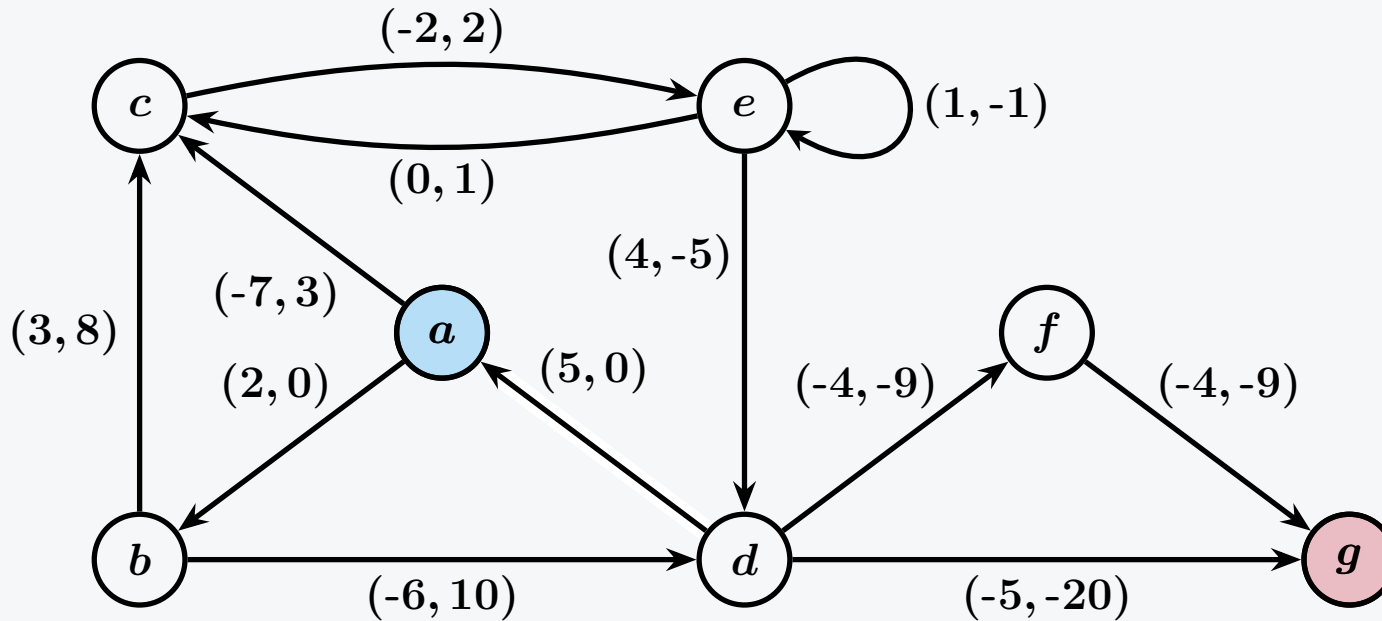 (-2, 2)
c
e
(1, -1)
(0, 1)
(4, -5)
(-7, 3)
(3, 8)
a
f
(2, 0)
(5, 0)
(-4, -9)
(-4, -9)
b
d
g
(-6, 10)
(-5, -20)